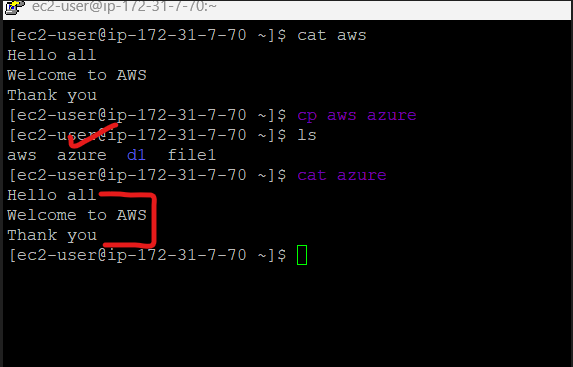 ec2-user@ip-172-31-7-70:~
[ec2-user@ip-172-31-7-70 ~]$ cat aws
Hello all
Welcome to AWS
Thank you
[ec2-user@ip-172-31-7-70 ~]$ cp aws azure
[ec2-user@ip-172-31-7-70 ~]$ ls
aws  azure  d1  file1
[ec2-user@ip-172-31-7-70 ~]$ cat azure
Hello all
Welcome to AWS
Thank you
[ec2-user@ip-172-31-7-70 ~]$